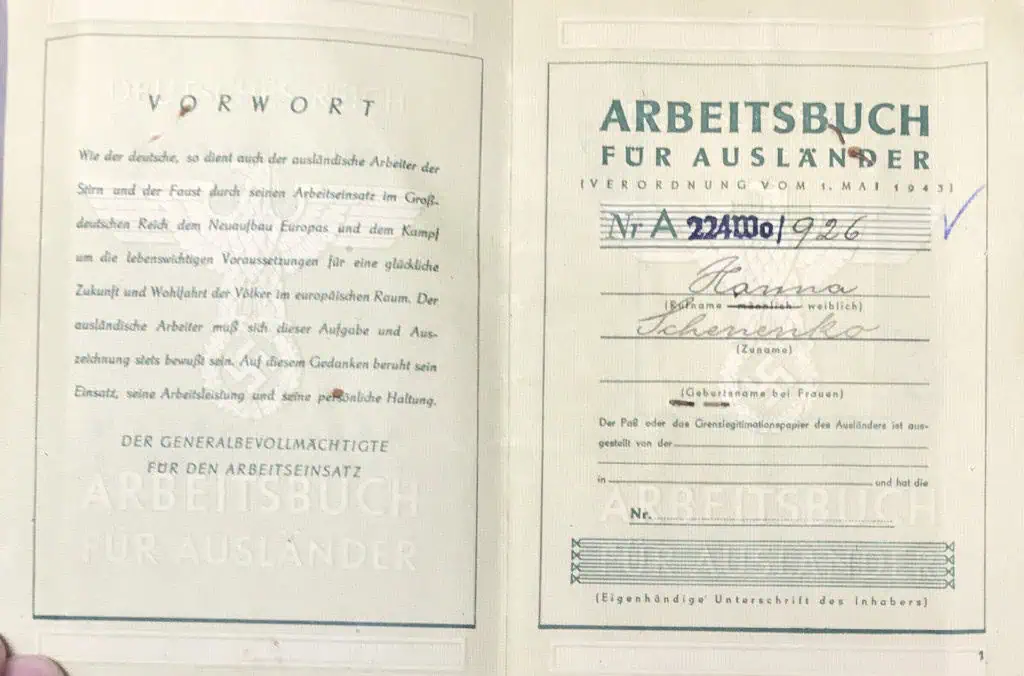 VORWORT
Wie der deutsche, so dient auch der ausländische Arbeiter der
Stirn und der Faust durch seinen Arbeitseinsatz im Groß-
deutschen Reich dem Neuaufbau Europas und dem Kampf
um die lebenswichtigen Voraussetzungen für eine glückliche
Zukunft und Wohlfahrt der Völker im europäischen Raum. Der
ausländische Arbeiter muß sich dieser Aufgabe und Aus-
zeichnung stets bewußt sein. Auf diesem Gedanken beruht sein
Einsatz, seine Arbeitsleistung und seine persönliche Haltung.
DER GENERALBEVOLLMÄCHTIGTE
FÜR DEN ARBEITSEINSATZ
ARBEITSBUCH
FÜR AUSLÄNDER
ARBEITSBUCH
FÜR AUSLÄNDER
(VERORDNUNG VOM 1. MAI 1943)
Nr A 224Wo/926
Hanna
(Rufname männlich weiblich)
Schenenko
(Zuname)
(Geburtsname bei Frauen)
Der Paß oder das Grenzlegitimationspapier des Ausländers ist aus-
gestellt von der
in und hat die
ARBEITSBUCH
Nr.
FÜR AUSLÄNDER
(Eigenhändige Unterschrift des Inhabers)
1